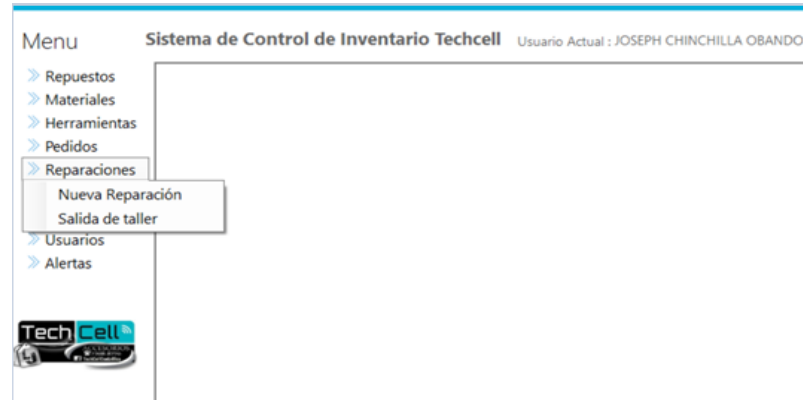 Menu
Sistema de Control de Inventario Techcell Usuario Actual : JOSEPH CHINCHILLA OBANDO
Repuestos
Materiales
Herramientas
Pedidos
Reparaciones
Nueva Reparación
Salida de taller
Usuarios
Alertas
Tech Cell
ACCESORIOS